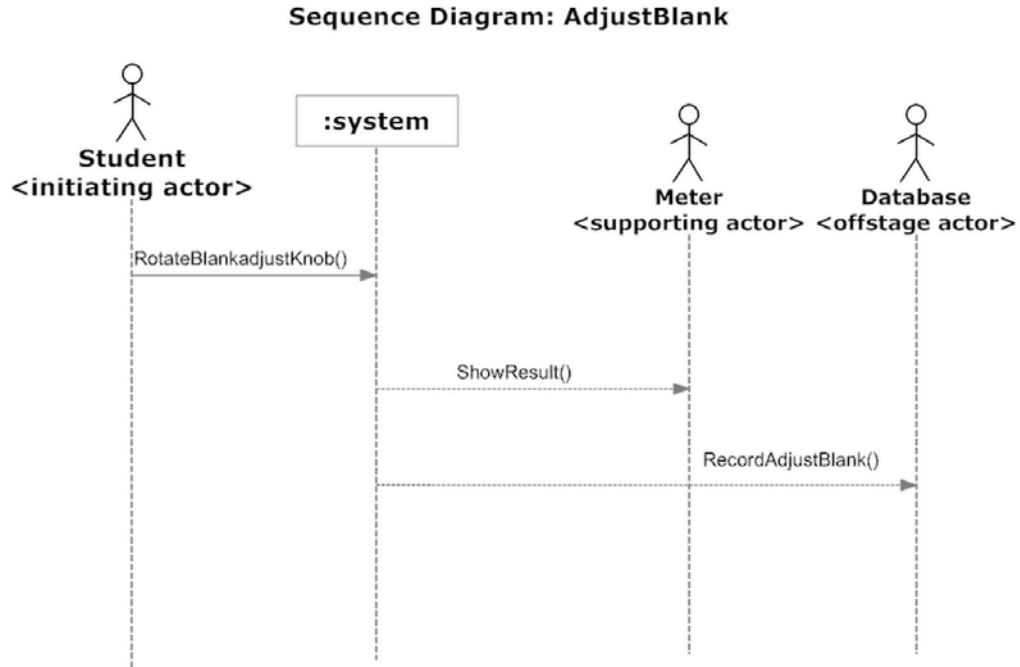 Sequence Diagram: AdjustBlank
:system
Student
<initiating actor>
Meter
<supporting actor>
Database
<offstage actor>
RotateBlankadjustKnob()
ShowResult()
RecordAdjustBlank()